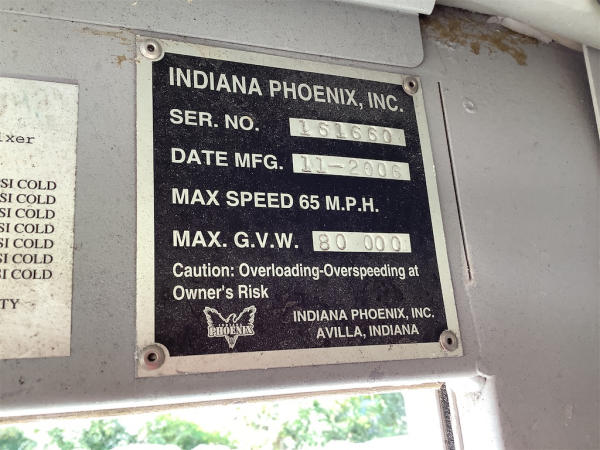 INDIANA PHOENIX, INC.
SER. NO. 161660
DATE MFG. 11-2006
MAX SPEED 65 M.P.H.
MAX. G.V.W. 80 000
Caution: Overloading-Overspeeding at
Owner's Risk
PHOENIX
INDIANA PHOENIX, INC.
AVILLA, INDIANA
ixer
SI COLD
SI COLD
SI COLD
SI COLD
SI COLD
SI COLD
SI COLD
TY